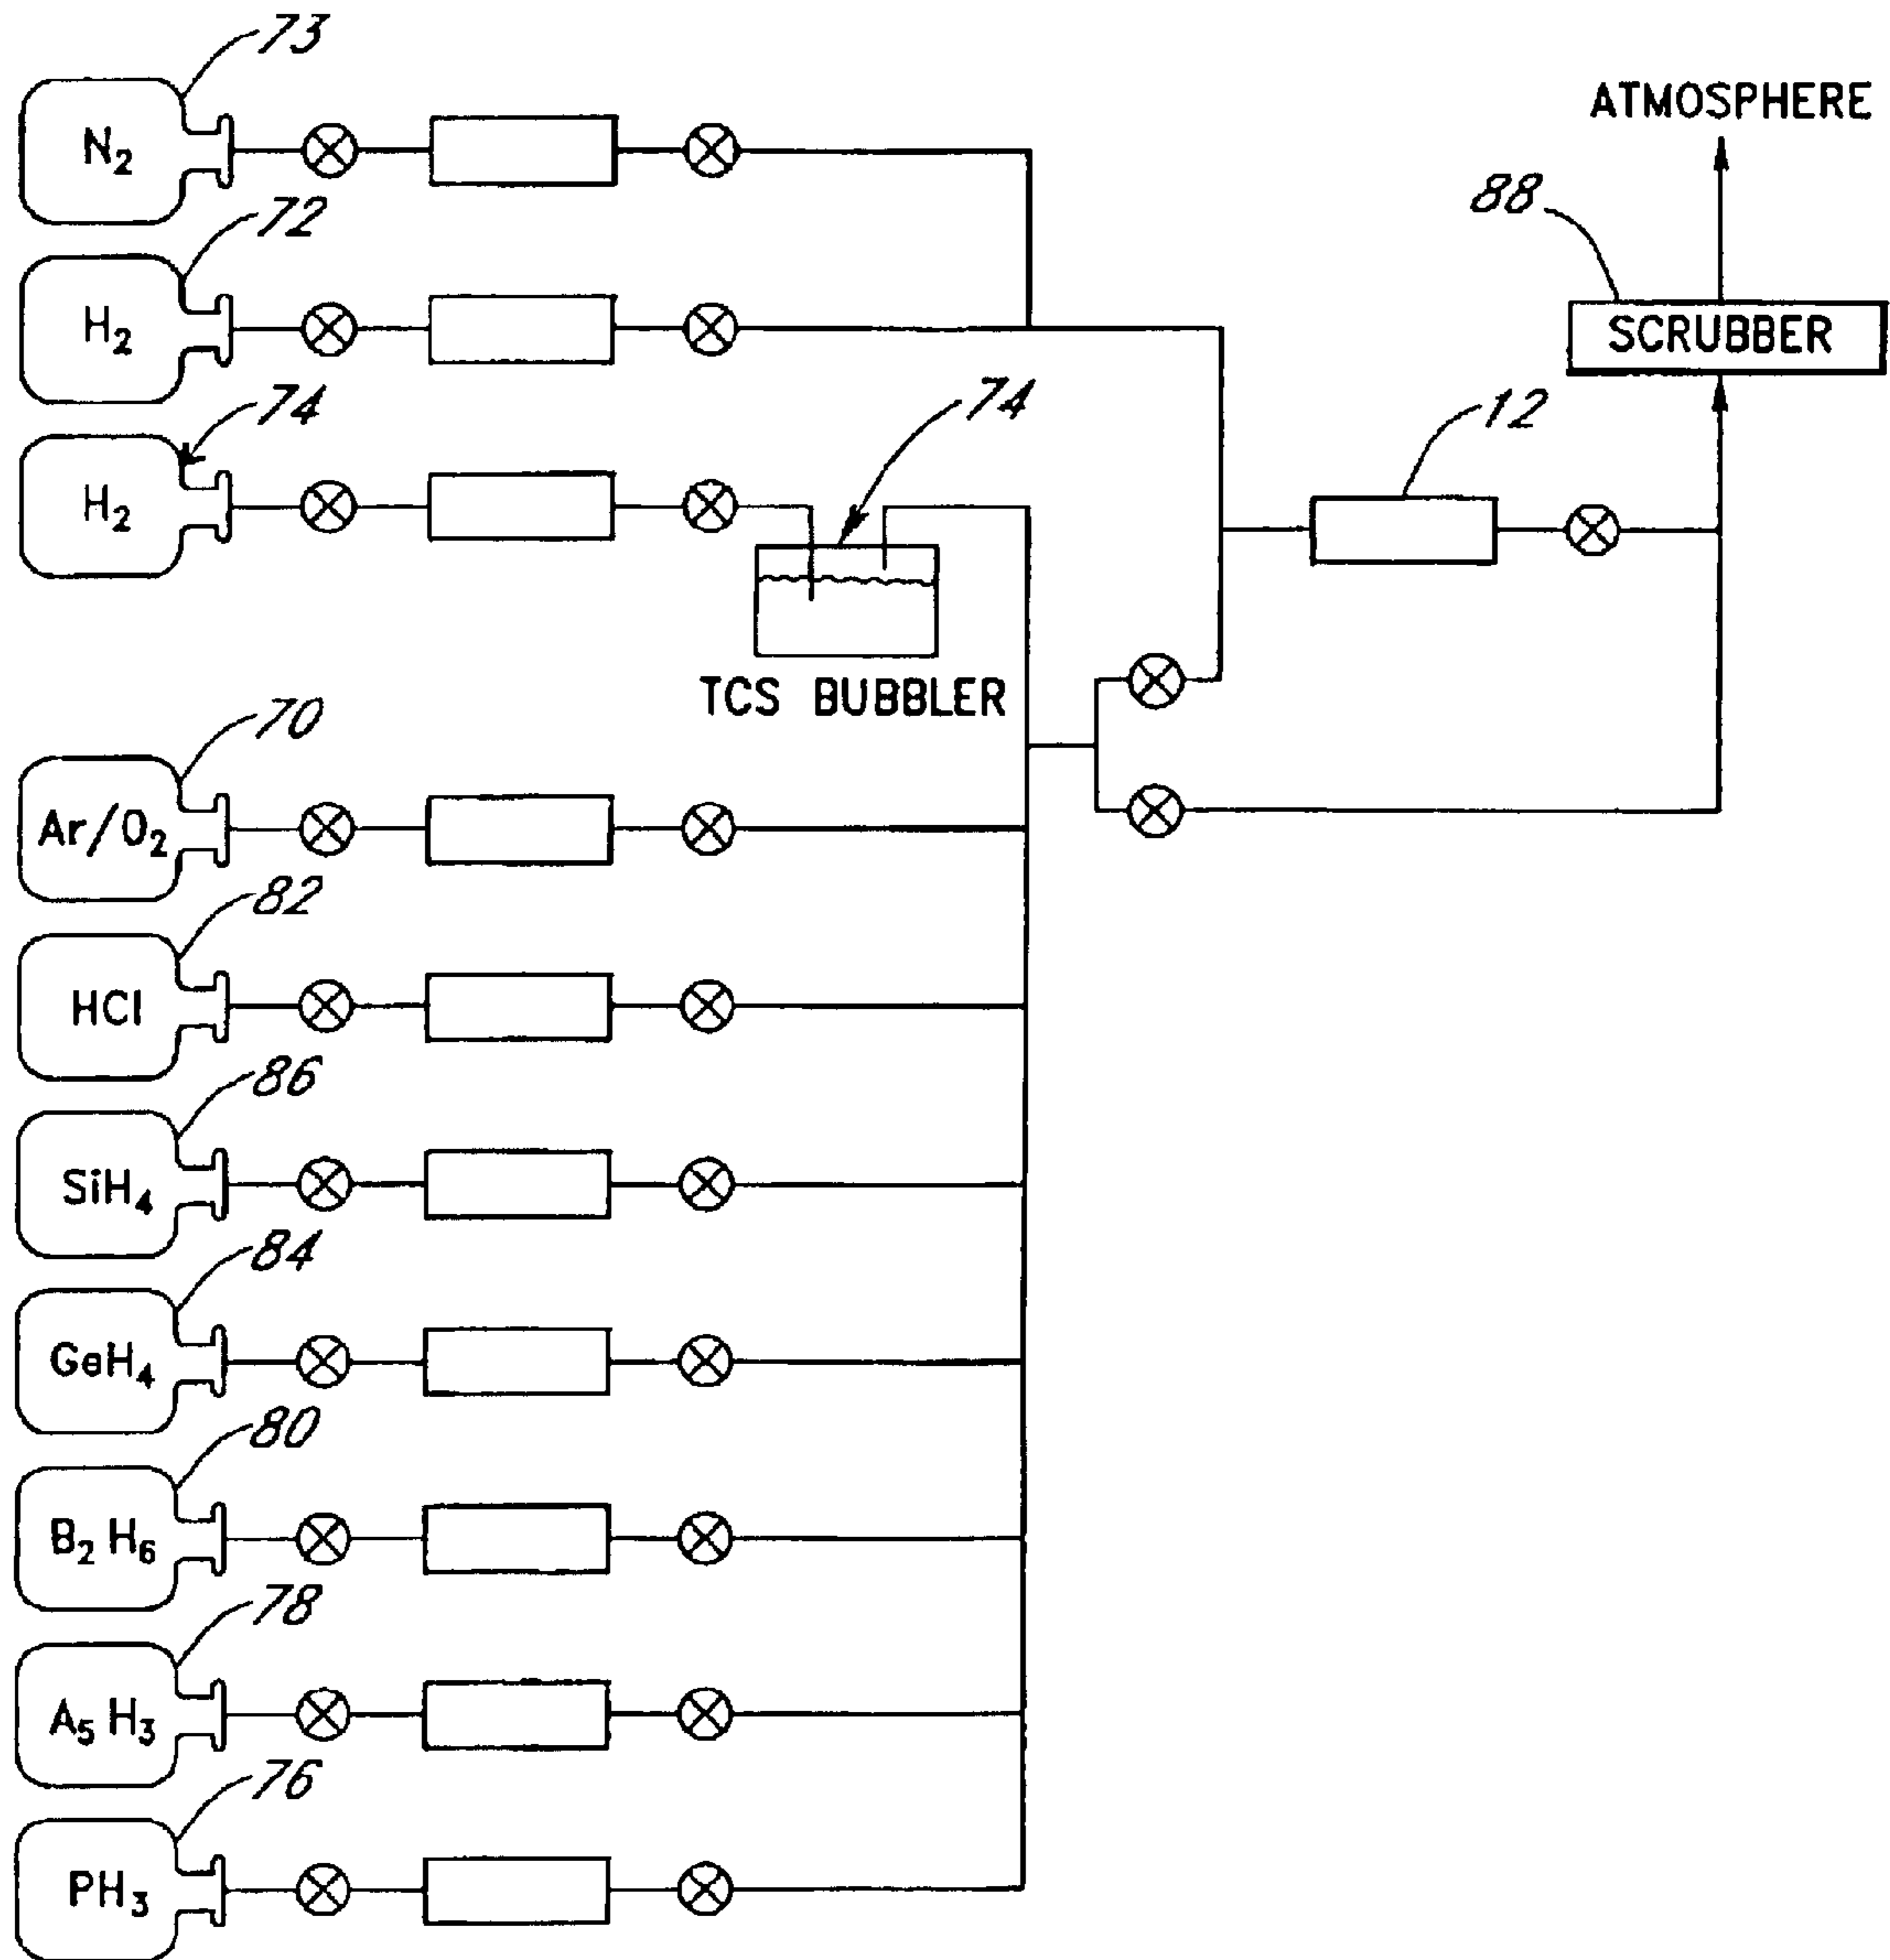 73
N₂
ATMOSPHERE
88
72
H₂
SCRUBBER
74
74
12
H₂
TCS BUBBLER
70
Ar/O₂
82
HCl
86
SiH₄
84
GeH₄
80
B₂ H₆
78
A₅ H₃
76
PH₃